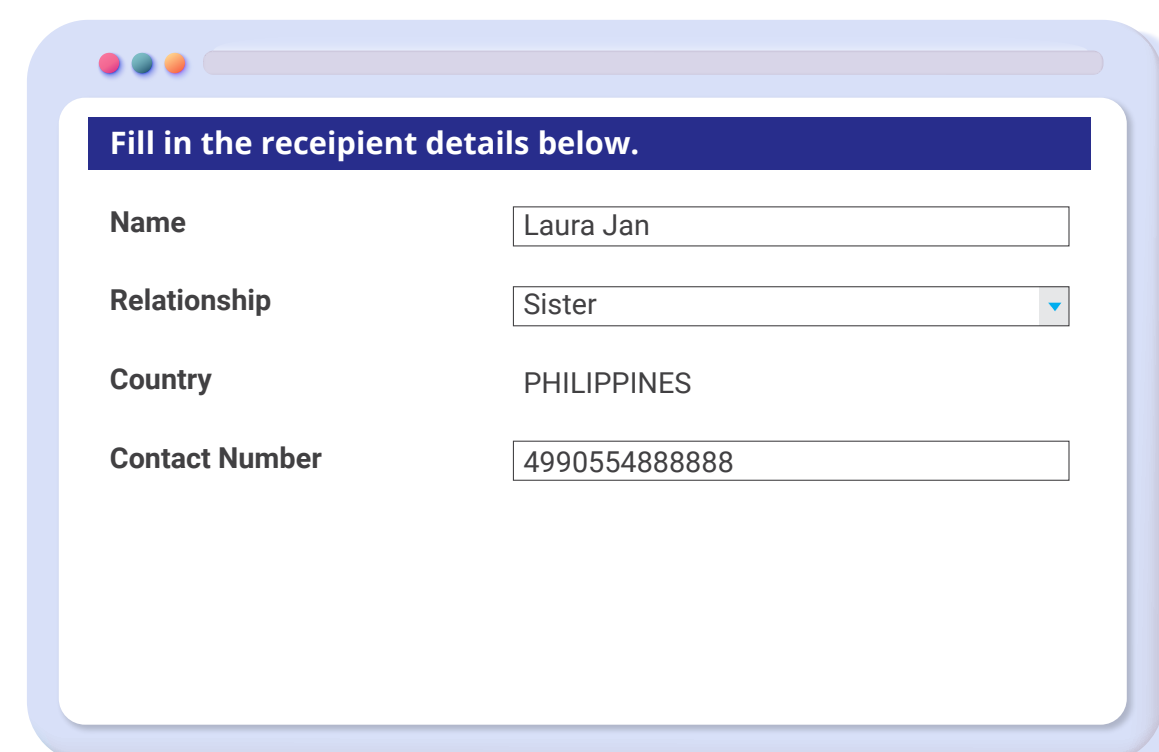 Fill in the receipient details below.
Name Laura Jan
Relationship Sister
Country PHILIPPINES
Contact Number 4990554888888